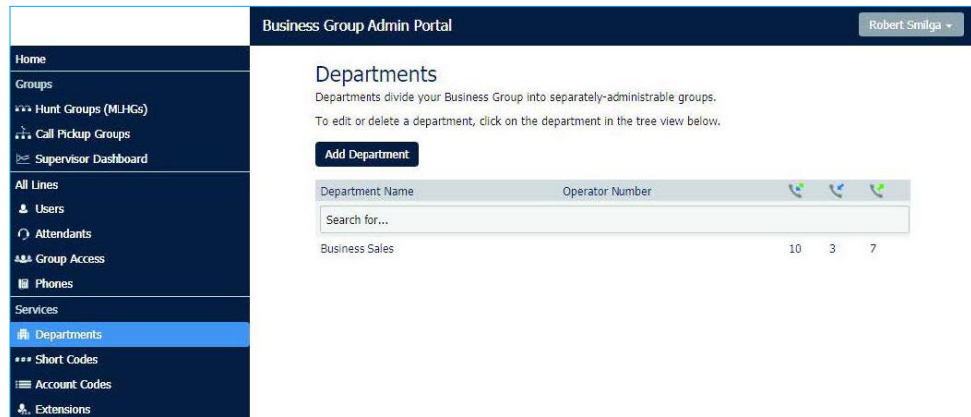 Business Group Admin Portal
Robert Smilga
Home
Groups
Hunt Groups (MLHGs)
Call Pickup Groups
Supervisor Dashboard
All Lines
Users
Attendants
Group Access
Phones
Services
Departments
Short Codes
Account Codes
Extensions
Departments
Departments divide your Business Group into separately-administrable groups.
To edit or delete a department, click on the department in the tree view below.
Add Department
Department Name Operator Number
Search for...
Business Sales 10 3 7